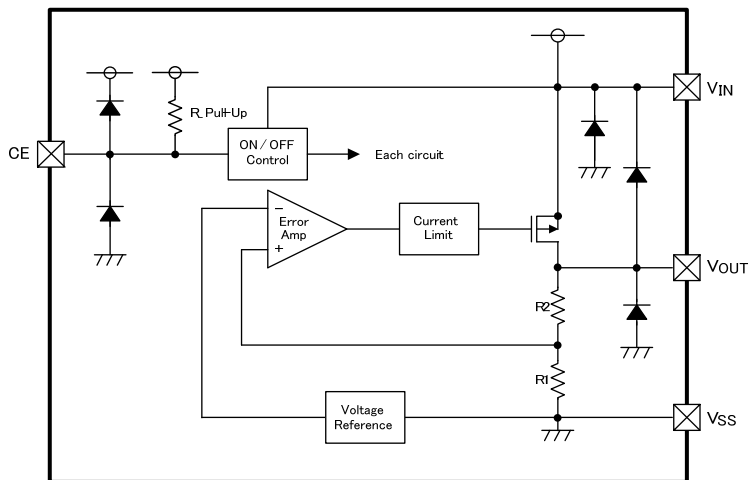 VIN
R_Pull-Up
CE
ON/OFF
Control
Each circuit
−
Error
Amp
+
Current
Limit
VOUT
R2
R1
Voltage
Reference
VSS